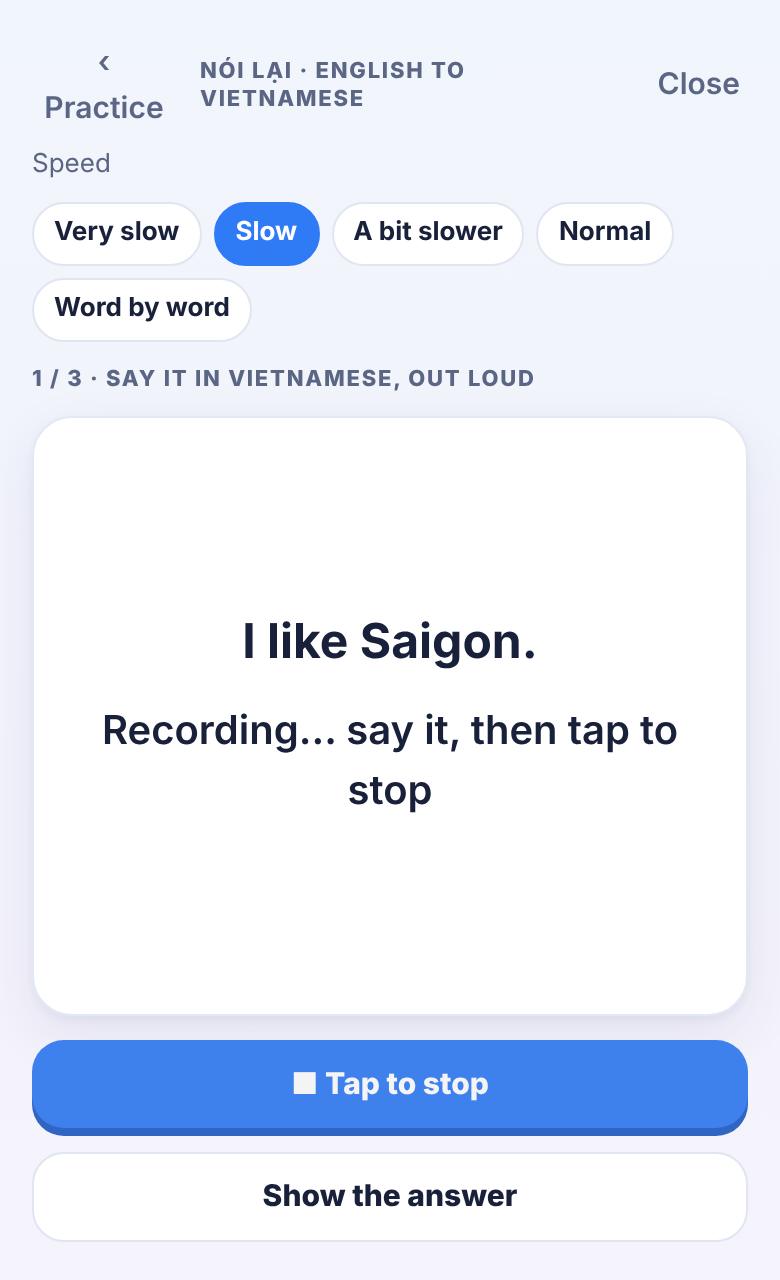 ‹
Practice
NÓI LẠI · ENGLISH TO
VIETNAMESE
Close
Speed
Very slow
Slow
A bit slower
Normal
Word by word
1 / 3 · SAY IT IN VIETNAMESE, OUT LOUD
I like Saigon.
Recording... say it, then tap to
stop
■ Tap to stop
Show the answer